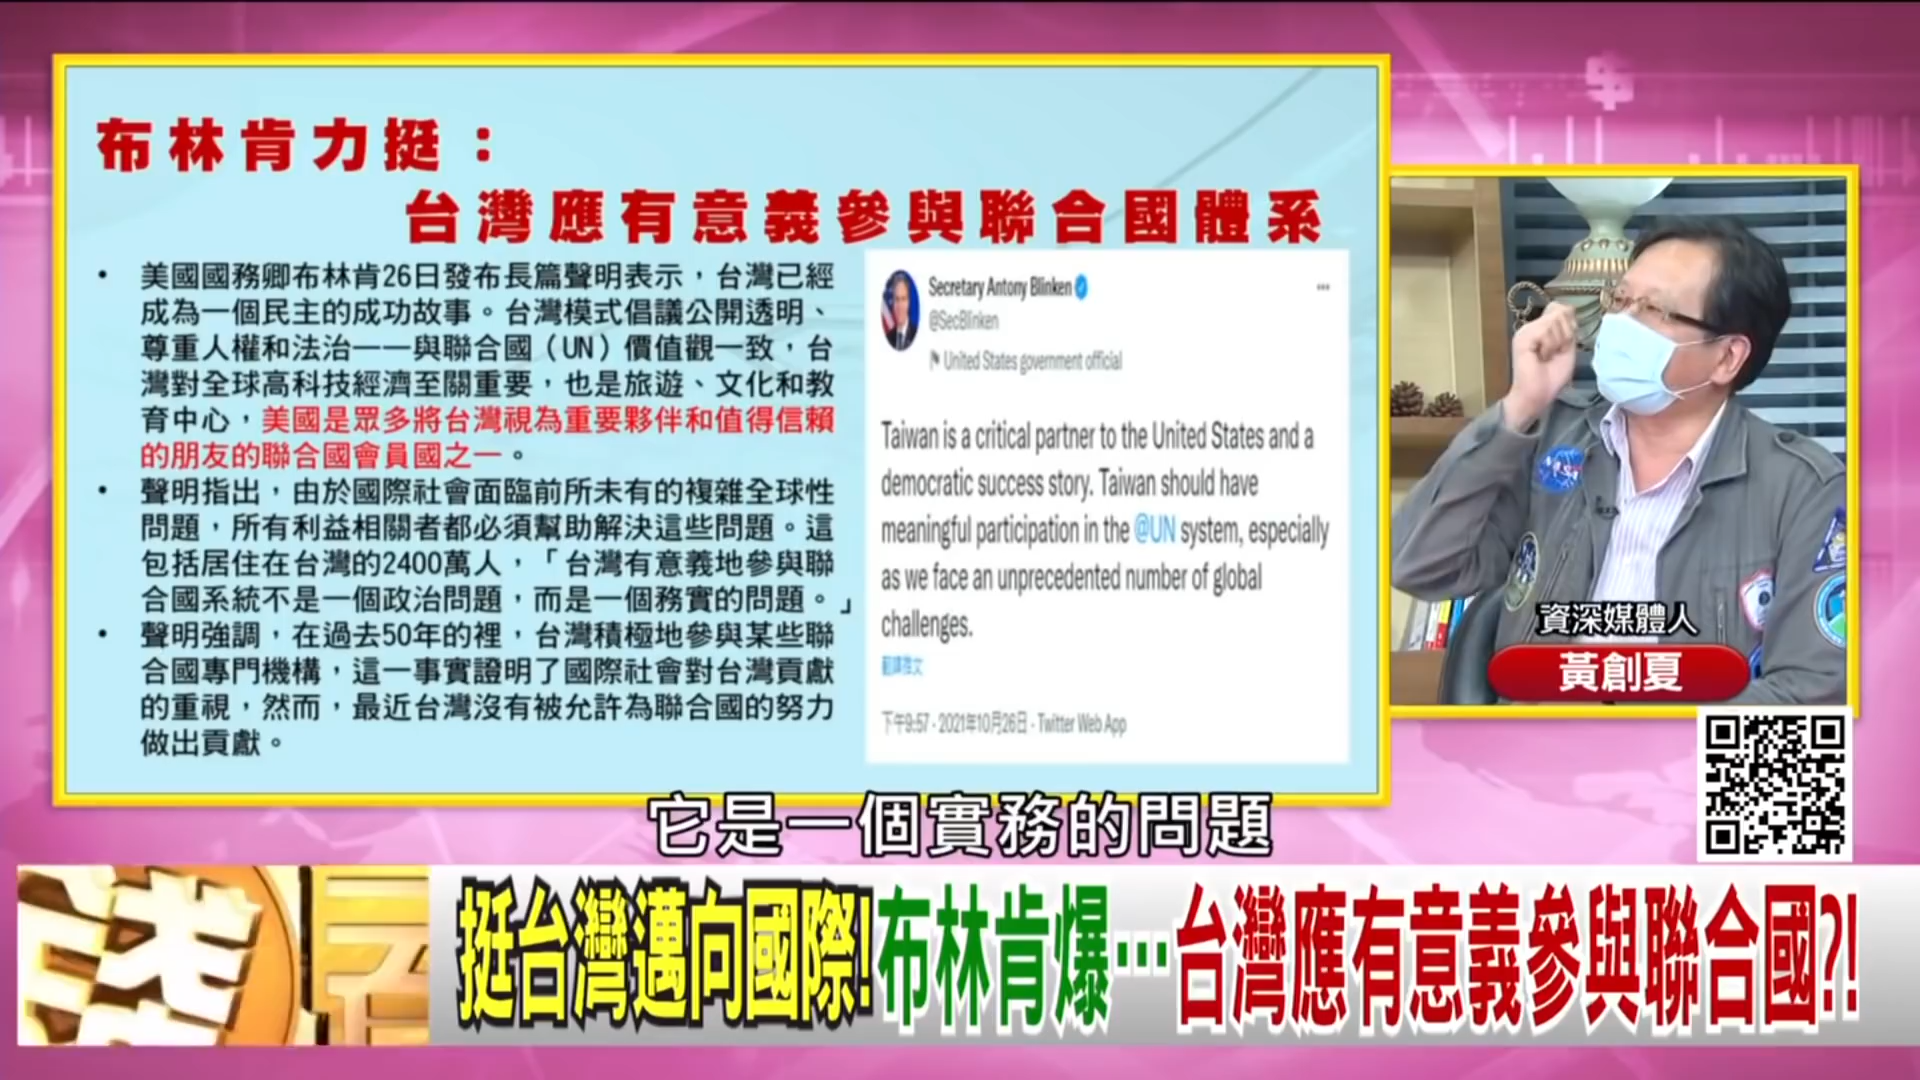 布林肯力挺：
台灣應有意義參與聯合國體系
• 美國國務卿布林肯26日發布長篇聲明表示，台灣已經
成為一個民主的成功故事。台灣模式倡議公開透明、
尊重人權和法治——與聯合國（UN）價值觀一致，台
灣對全球高科技經濟至關重要，也是旅遊、文化和教
育中心，美國是眾多將台灣視為重要夥伴和值得信賴
的朋友的聯合國會員國之一。
• 聲明指出，由於國際社會面臨前所未有的複雜全球性
問題，所有利益相關者都必須幫助解決這些問題。這
包括居住在台灣的2400萬人，「台灣有意義地參與聯
合國系統不是一個政治問題，而是一個務實的問題。」
• 聲明強調，在過去50年的裡，台灣積極地參與某些聯
合國專門機構，這一事實證明了國際社會對台灣貢獻
的重視，然而，最近台灣沒有被允許為聯合國的努力
做出貢獻。
Secretary Antony Blinken
@SecBlinken
United States government official
Taiwan is a critical partner to the United States and a
democratic success story. Taiwan should have
meaningful participation in the @UN system, especially
as we face an unprecedented number of global
challenges.
翻譯推文
下午9:57 · 2021年10月26日 · Twitter Web App
NASA
資深媒體人
黃創夏
它是一個實務的問題
挺台灣邁向國際!布林肯爆…台灣應有意義參與聯合國?!